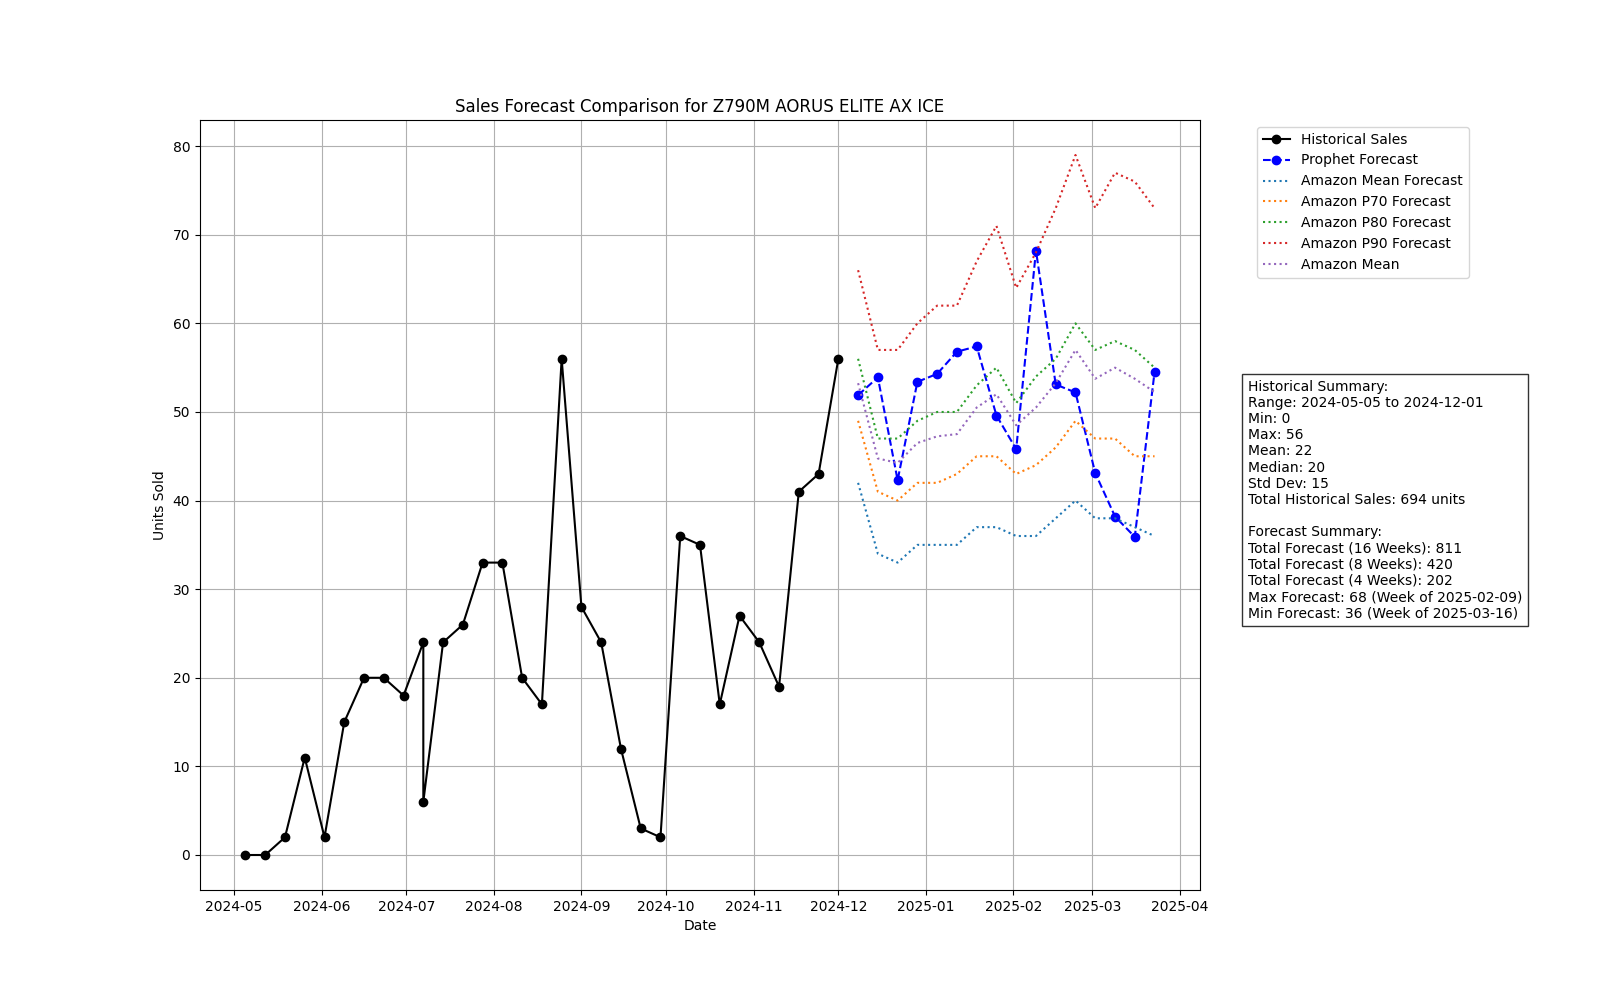 Sales Forecast Comparison for Z790M AORUS ELITE AX ICE
80
70
60
50
40
30
20
10
0
Units Sold
2024-05
2024-06
2024-07
2024-08
2024-09
2024-10
2024-11
2024-12
2025-01
2025-02
2025-03
2025-04
Date
Historical Sales
Prophet Forecast
Amazon Mean Forecast
Amazon P70 Forecast
Amazon P80 Forecast
Amazon P90 Forecast
Amazon Mean
Historical Summary:
Range: 2024-05-05 to 2024-12-01
Min: 0
Max: 56
Mean: 22
Median: 20
Std Dev: 15
Total Historical Sales: 694 units
Forecast Summary:
Total Forecast (16 Weeks): 811
Total Forecast (8 Weeks): 420
Total Forecast (4 Weeks): 202
Max Forecast: 68 (Week of 2025-02-09)
Min Forecast: 36 (Week of 2025-03-16)